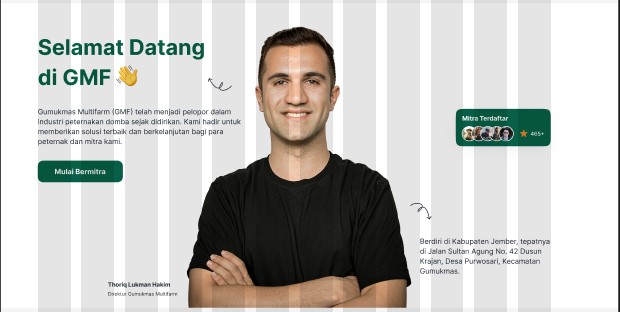 Selamat Datang
di GMF 👋
Gumukmas Multifarm (GMF) telah menjadi pelopor dalam
industri peternakan domba sejak didirikan. Kami hadir untuk
memberikan solusi terbaik dan berkelanjutan bagi para
peternak dan mitra kami.
Mulai Bermitra
Mitra Terdaftar
465+
Berdiri di Kabupaten Jember, tepatnya
di Jalan Sultan Agung No. 42 Dusun
Krajan, Desa Purwosari, Kecamatan
Gumukmas.
Thoriq Lukman Hakim
Direktur Gumukmas Multifarm